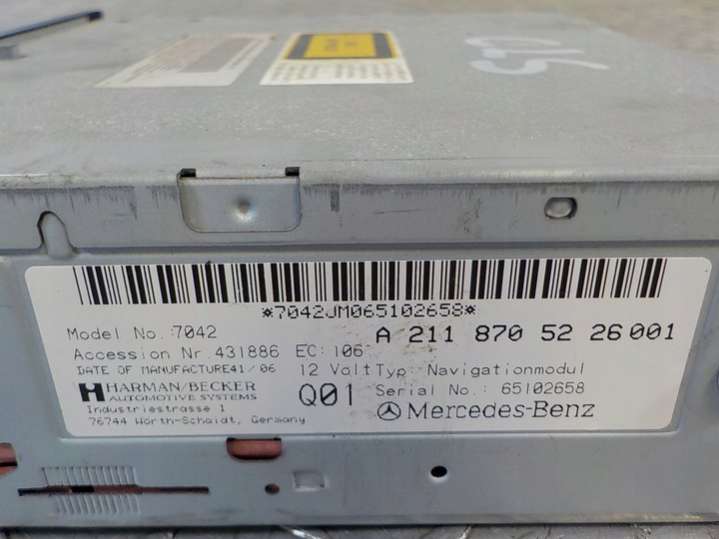 CLS
*7042JM065102658*
Model No.:7042
A 211 870 52 26 001
Accession Nr 431886 EC: 106
DATE OF MANUFACTURE41/06
12 Volt Typ: Navigationmodul
HARMAN/BECKER
AUTOMOTIVE SYSTEMS
Q01
Serial No.: 65102658
Industriestrasse 1
76744 Wörth-Schaidt, Germany
Mercedes-Benz